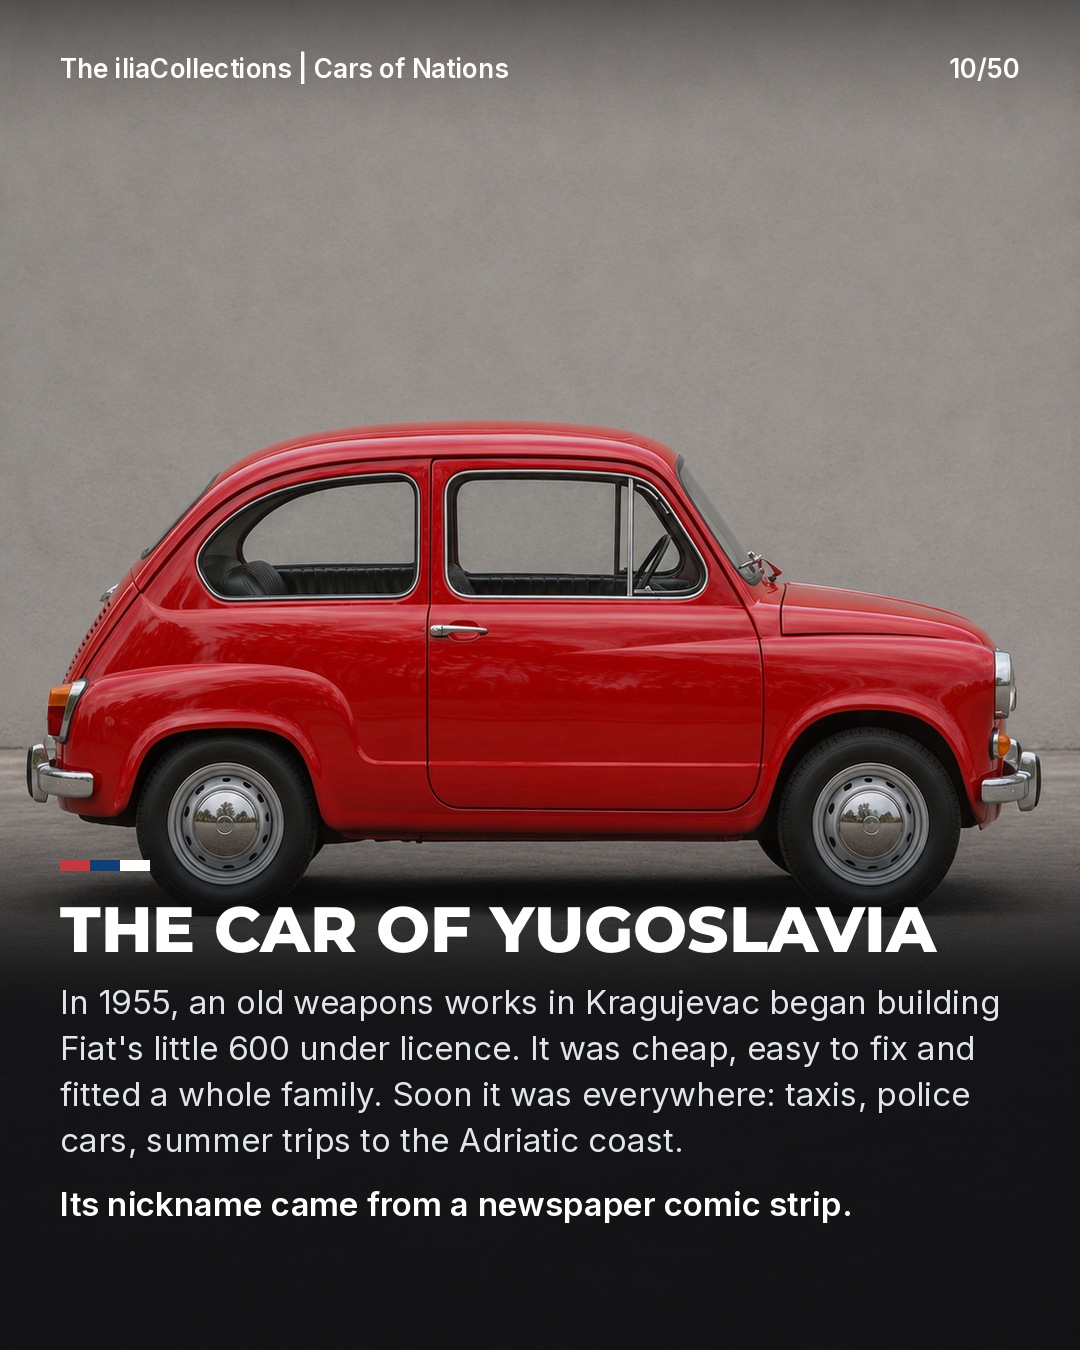 The iliaCollections | Cars of Nations
10/50
THE CAR OF YUGOSLAVIA
In 1955, an old weapons works in Kragujevac began building
Fiat's little 600 under licence. It was cheap, easy to fix and
fitted a whole family. Soon it was everywhere: taxis, police
cars, summer trips to the Adriatic coast.
Its nickname came from a newspaper comic strip.